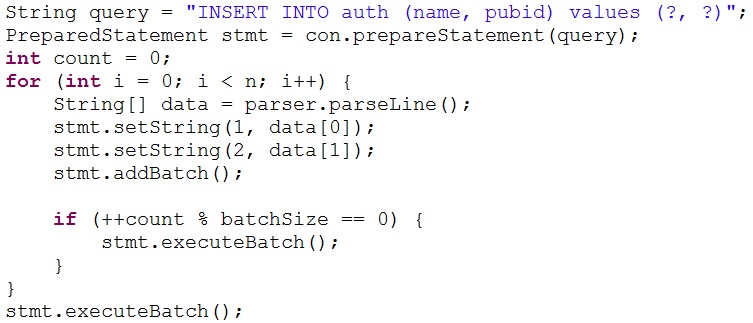 String query = "INSERT INTO auth (name, pubid) values (?, ?)";
PreparedStatement stmt = con.prepareStatement(query);
int count = 0;
for (int i = 0; i < n; i++) {
    String[] data = parser.parseLine();
    stmt.setString(1, data[0]);
    stmt.setString(2, data[1]);
    stmt.addBatch();

    if (++count % batchSize == 0) {
        stmt.executeBatch();
    }
}
stmt.executeBatch();